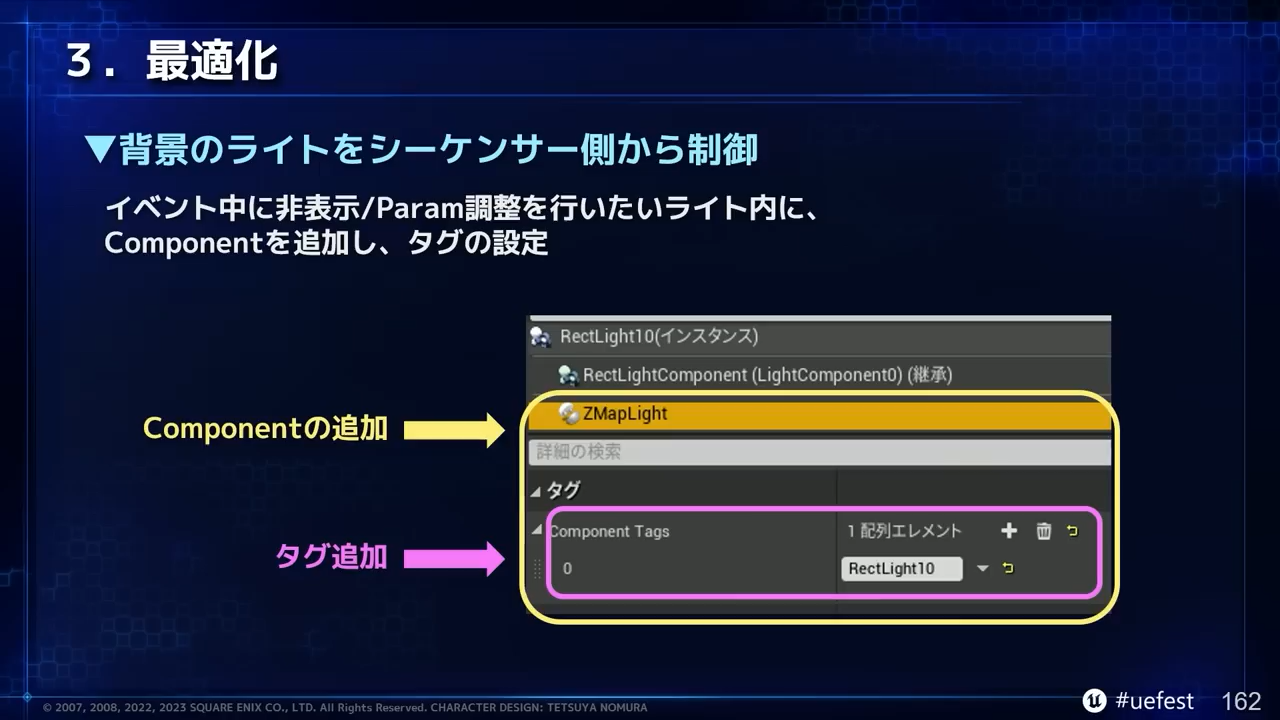 3．最適化
▼背景のライトをシーケンサー側から制御
イベント中に非表示/Param調整を行いたいライト内に、
Componentを追加し、タグの設定
RectLight10(インスタンス)
RectLightComponent (LightComponent0) (継承)
Componentの追加
ZMapLight
詳細の検索
タグ
Component Tags
1 配列エレメント
タグ追加
0
RectLight10
© 2007, 2008, 2022, 2023 SQUARE ENIX CO., LTD. All Rights Reserved. CHARACTER DESIGN: TETSUYA NOMURA
#uefest
162